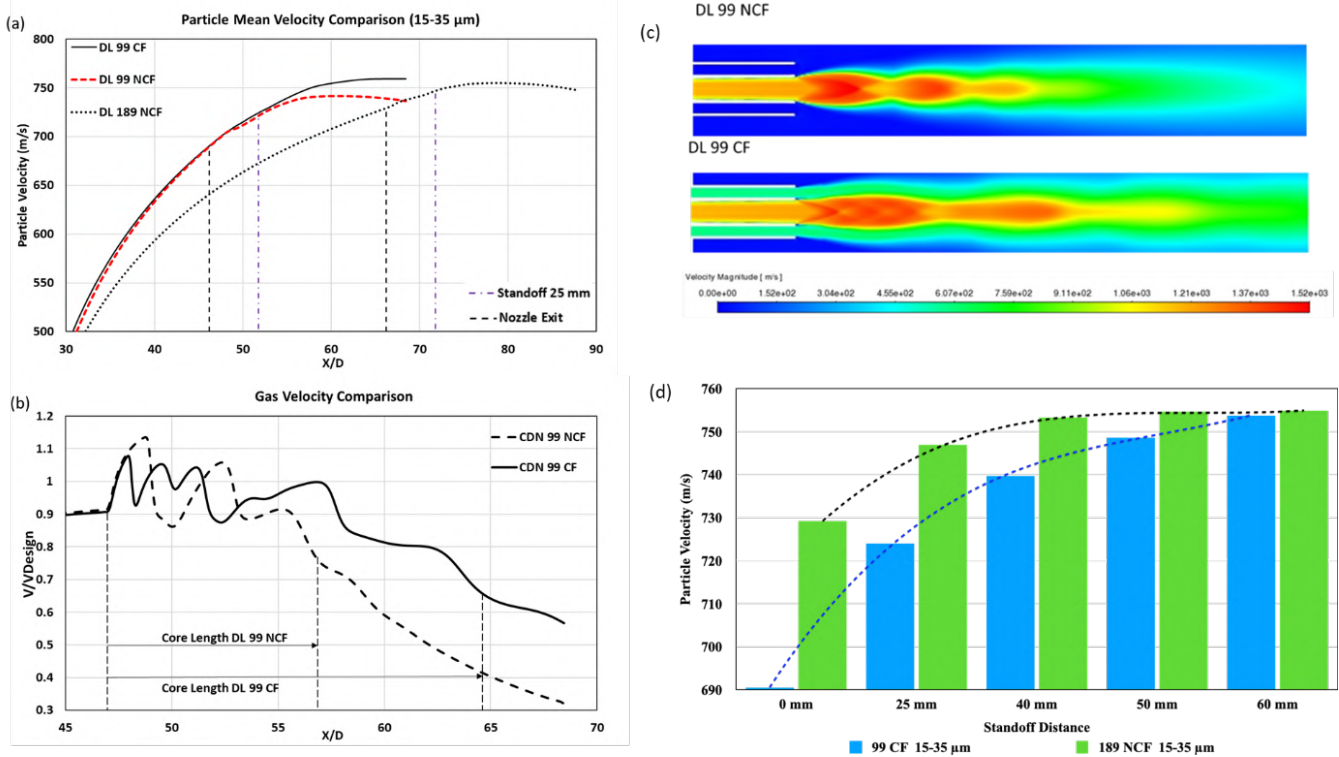 (a)
Particle Mean Velocity Comparison (15-35 µm)
800
750
700
650
600
550
500
Particle Velocity (m/s)
DL 99 CF
DL 99 NCF
DL 189 NCF
Standoff 25 mm
Nozzle Exit
30 40 50 60 70 80 90
X/D
(b)
Gas Velocity Comparison
1.2
1.1
1
0.9
0.8
0.7
0.6
0.5
0.4
0.3
V/VDesign
CDN 99 NCF
CDN 99 CF
Core Length DL 99 NCF
Core Length DL 99 CF
45 50 55 60 65 70
X/D
DL 99 NCF
(c)
DL 99 CF
Velocity Magnitude [ m/s ]
0.00e+00 1.52e+02 3.04e+02 4.55e+02 6.07e+02 7.59e+02 9.11e+02 1.06e+03 1.21e+03 1.37e+03 1.52e+03
(d)
760
750
740
730
720
710
700
690
Particle Velocity (m/s)
0 mm 25 mm 40 mm 50 mm 60 mm
Standoff Distance
99 CF 15-35 µm 189 NCF 15-35 µm